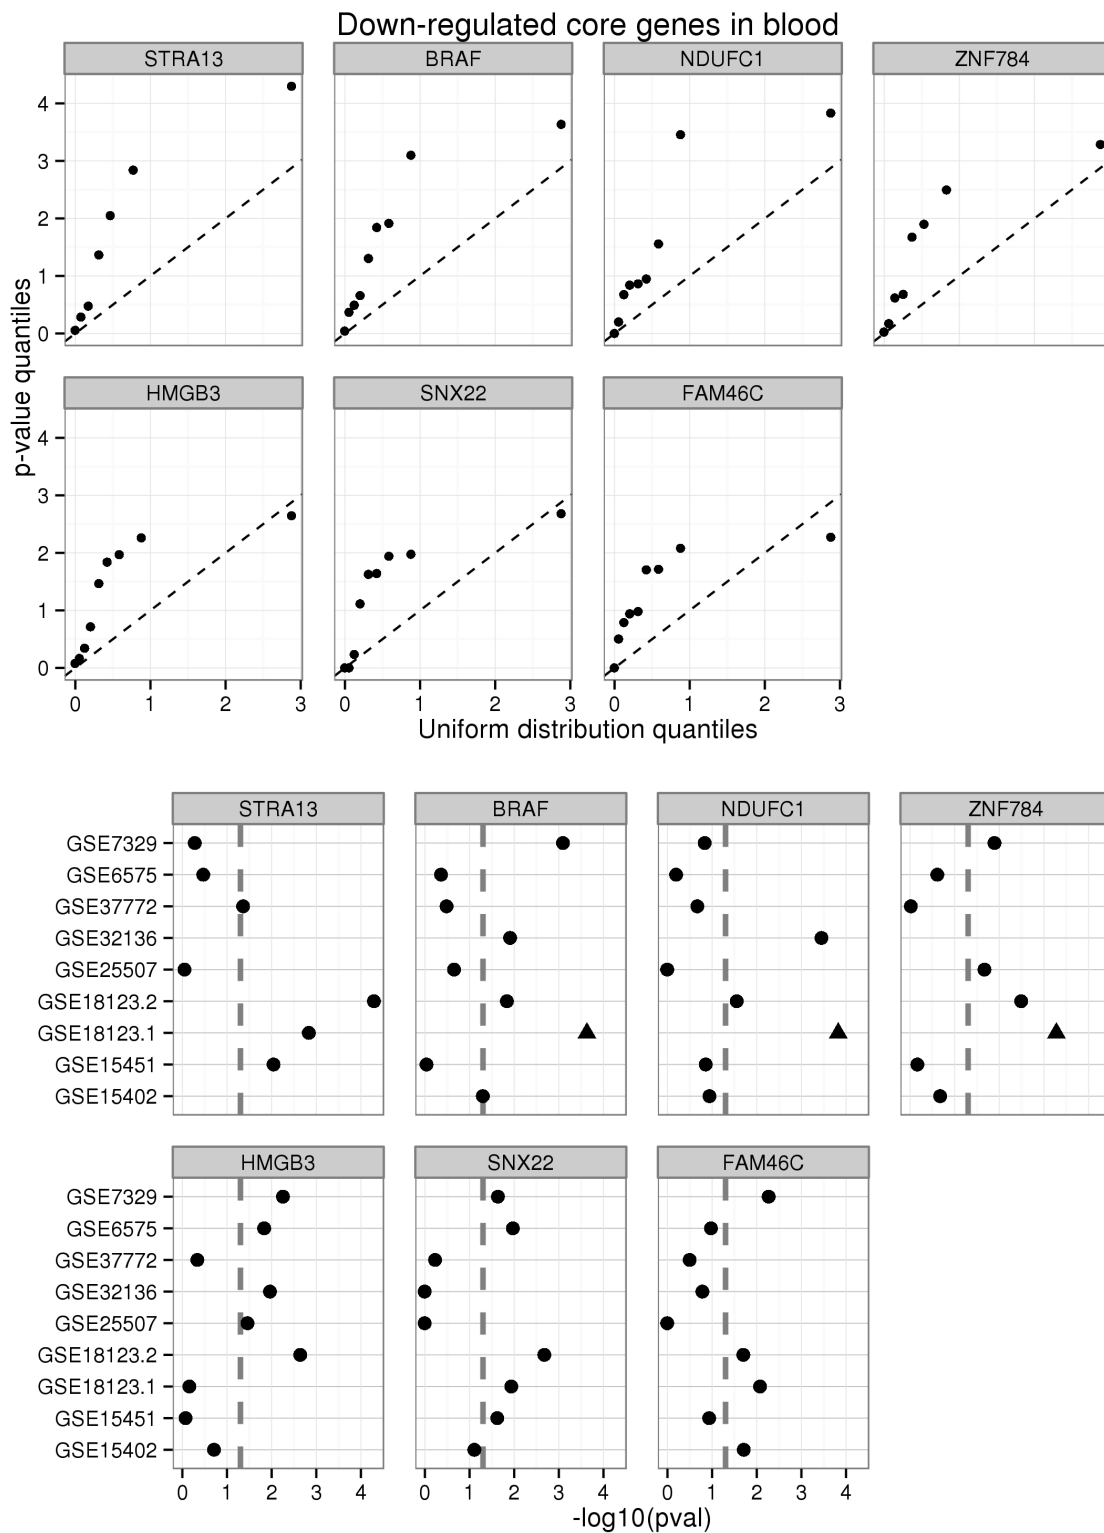 Down-regulated core genes in blood
STRA13 BRAF NDUFC1 ZNF784
4
3
2
1
0
HMGB3 SNX22 FAM46C
4
3
2
1
0
0 1 2 3 0 1 2 3 0 1 2 3
p-value quantiles
Uniform distribution quantiles
STRA13 BRAF NDUFC1 ZNF784
GSE7329
GSE6575
GSE37772
GSE32136
GSE25507
GSE18123.2
GSE18123.1
GSE15451
GSE15402
HMGB3 SNX22 FAM46C
GSE7329
GSE6575
GSE37772
GSE32136
GSE25507
GSE18123.2
GSE18123.1
GSE15451
GSE15402
0 1 2 3 4 0 1 2 3 4 0 1 2 3 4
-log10(pval)